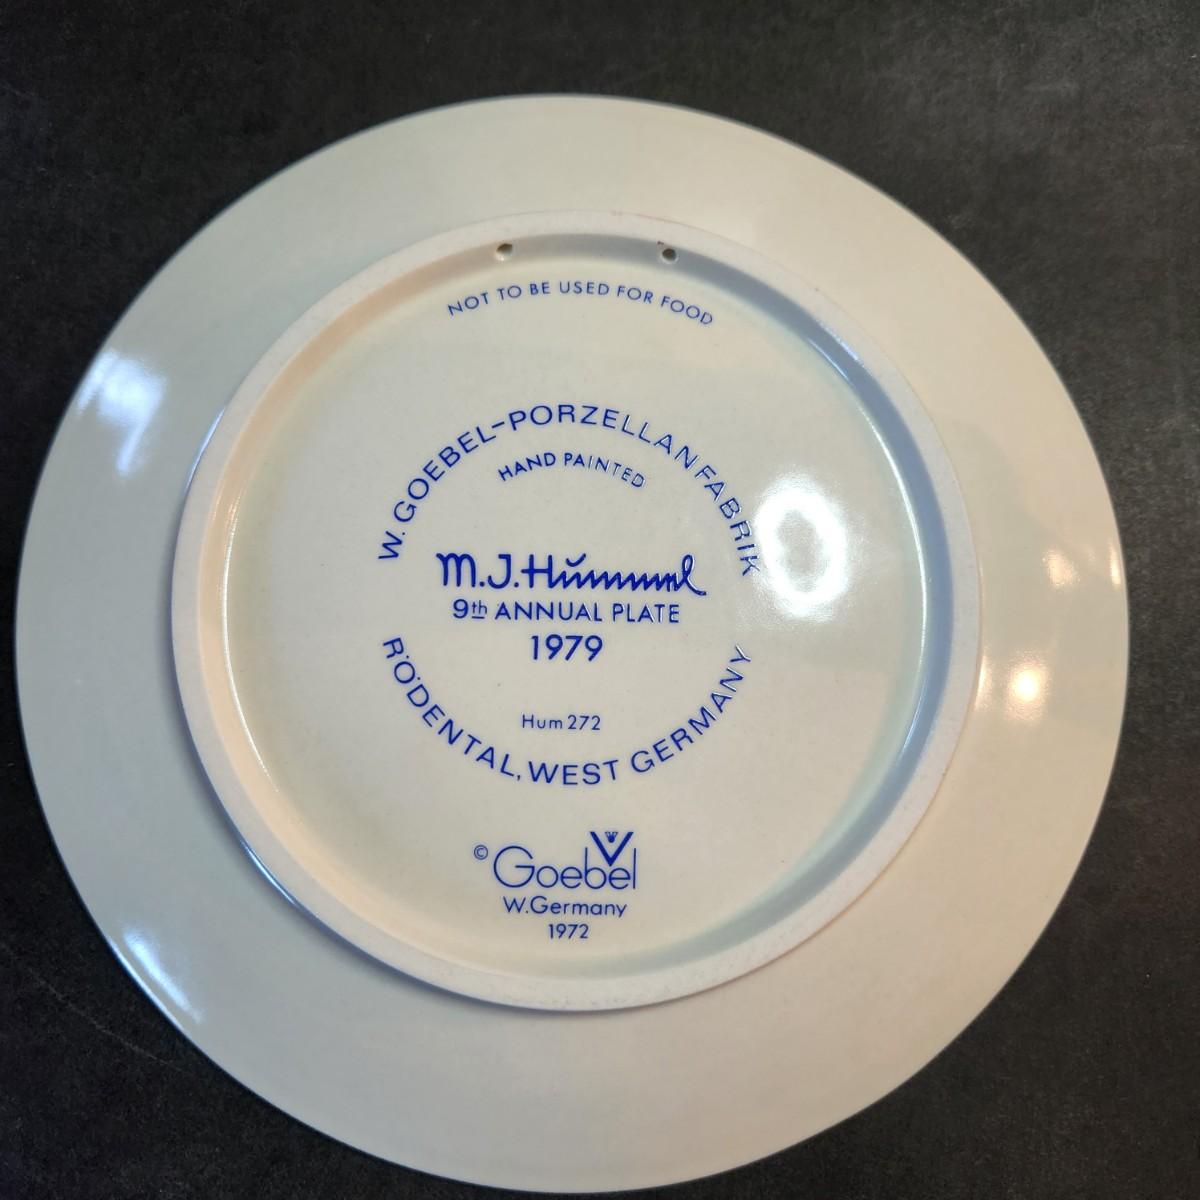 NOT TO BE USED FOR FOOD
W. GOEBEL-PORZELLANFABRIK
HAND PAINTED
M.J.Hummel
9th ANNUAL PLATE
1979
Hum 272
RÖDENTAL, WEST GERMANY
© Goebel
W.Germany
1972